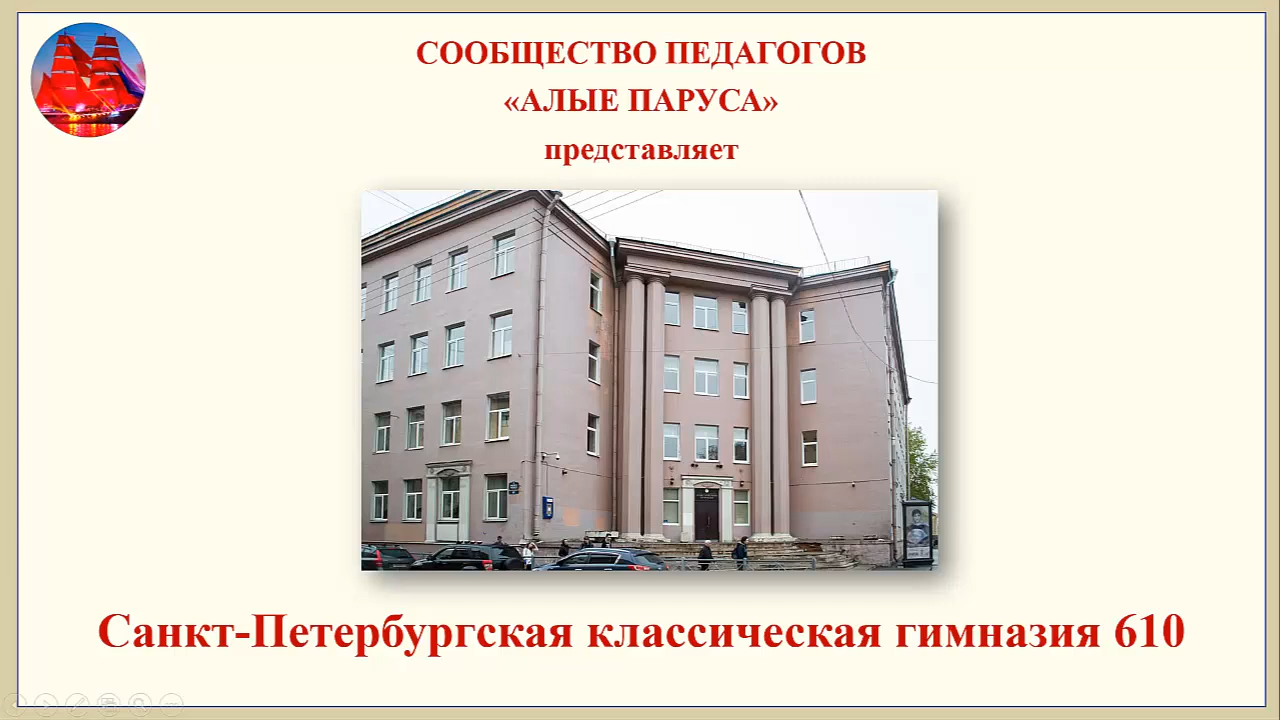 СООБЩЕСТВО ПЕДАГОГОВ
«АЛЫЕ ПАРУСА»
представляет
Санкт-Петербургская классическая гимназия 610